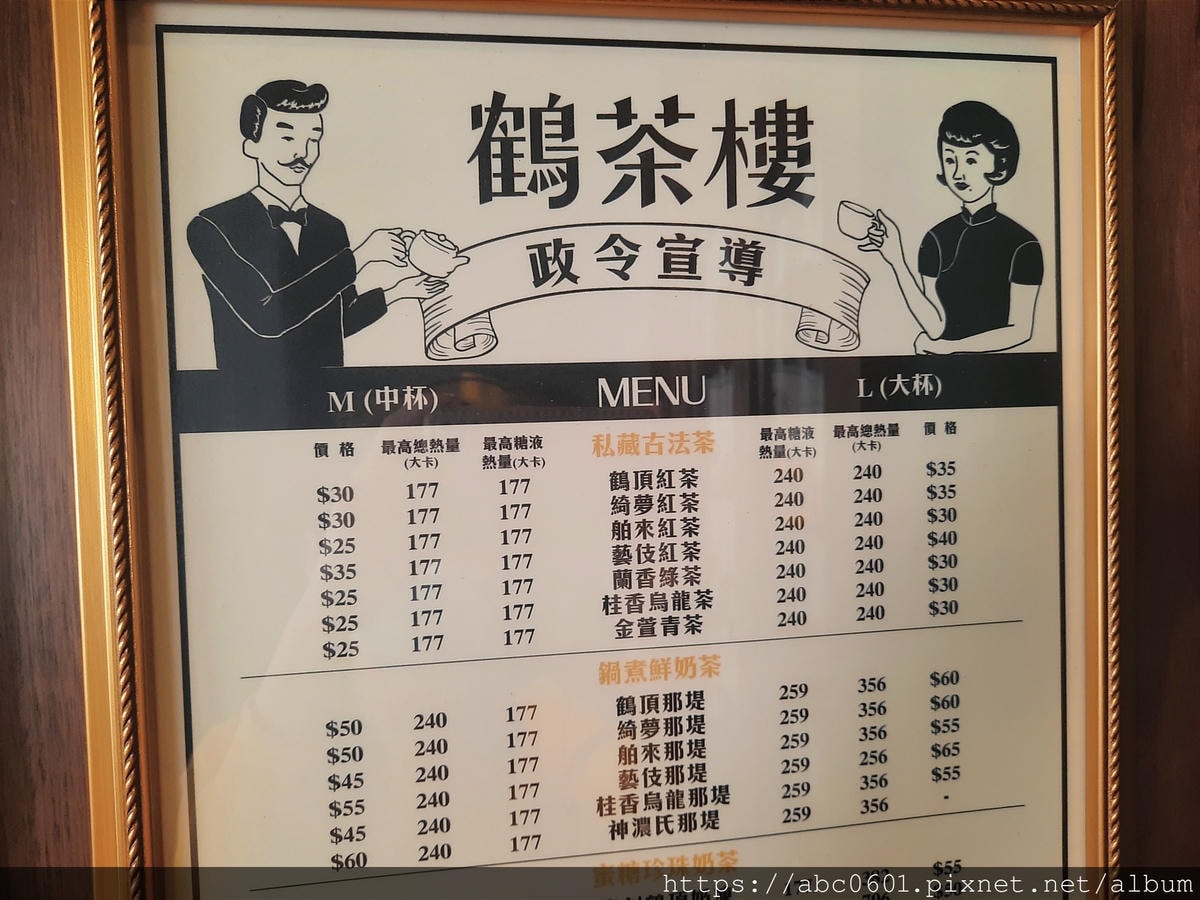 鶴茶樓
政令宣導
M (中杯) MENU L (大杯)
價格 最高總熱量(大卡) 最高糖液熱量(大卡) 私藏古法茶 最高糖液熱量(大卡) 最高總熱量(大卡) 價格
$30 177 177 鶴頂紅茶 240 240 $35
$30 177 177 綺夢紅茶 240 240 $35
$25 177 177 舶來紅茶 240 240 $30
$35 177 177 藝伎紅茶 240 240 $40
$25 177 177 蘭香綠茶 240 240 $30
$25 177 177 桂香烏龍茶 240 240 $30
$25 177 177 金萱青茶 240 240 $30
鍋煮鮮奶茶
$50 240 177 鶴頂那堤 259 356 $60
$50 240 177 綺夢那堤 259 356 $60
$45 240 177 舶來那堤 259 356 $55
$55 240 177 藝伎那堤 259 256 $65
$45 240 177 桂香烏龍那堤 259 356 $55
$60 240 177 神濃氏那堤 259 356 -
蜜糖珍珠奶茶
$55
https://abc0601.pixnet.net/album